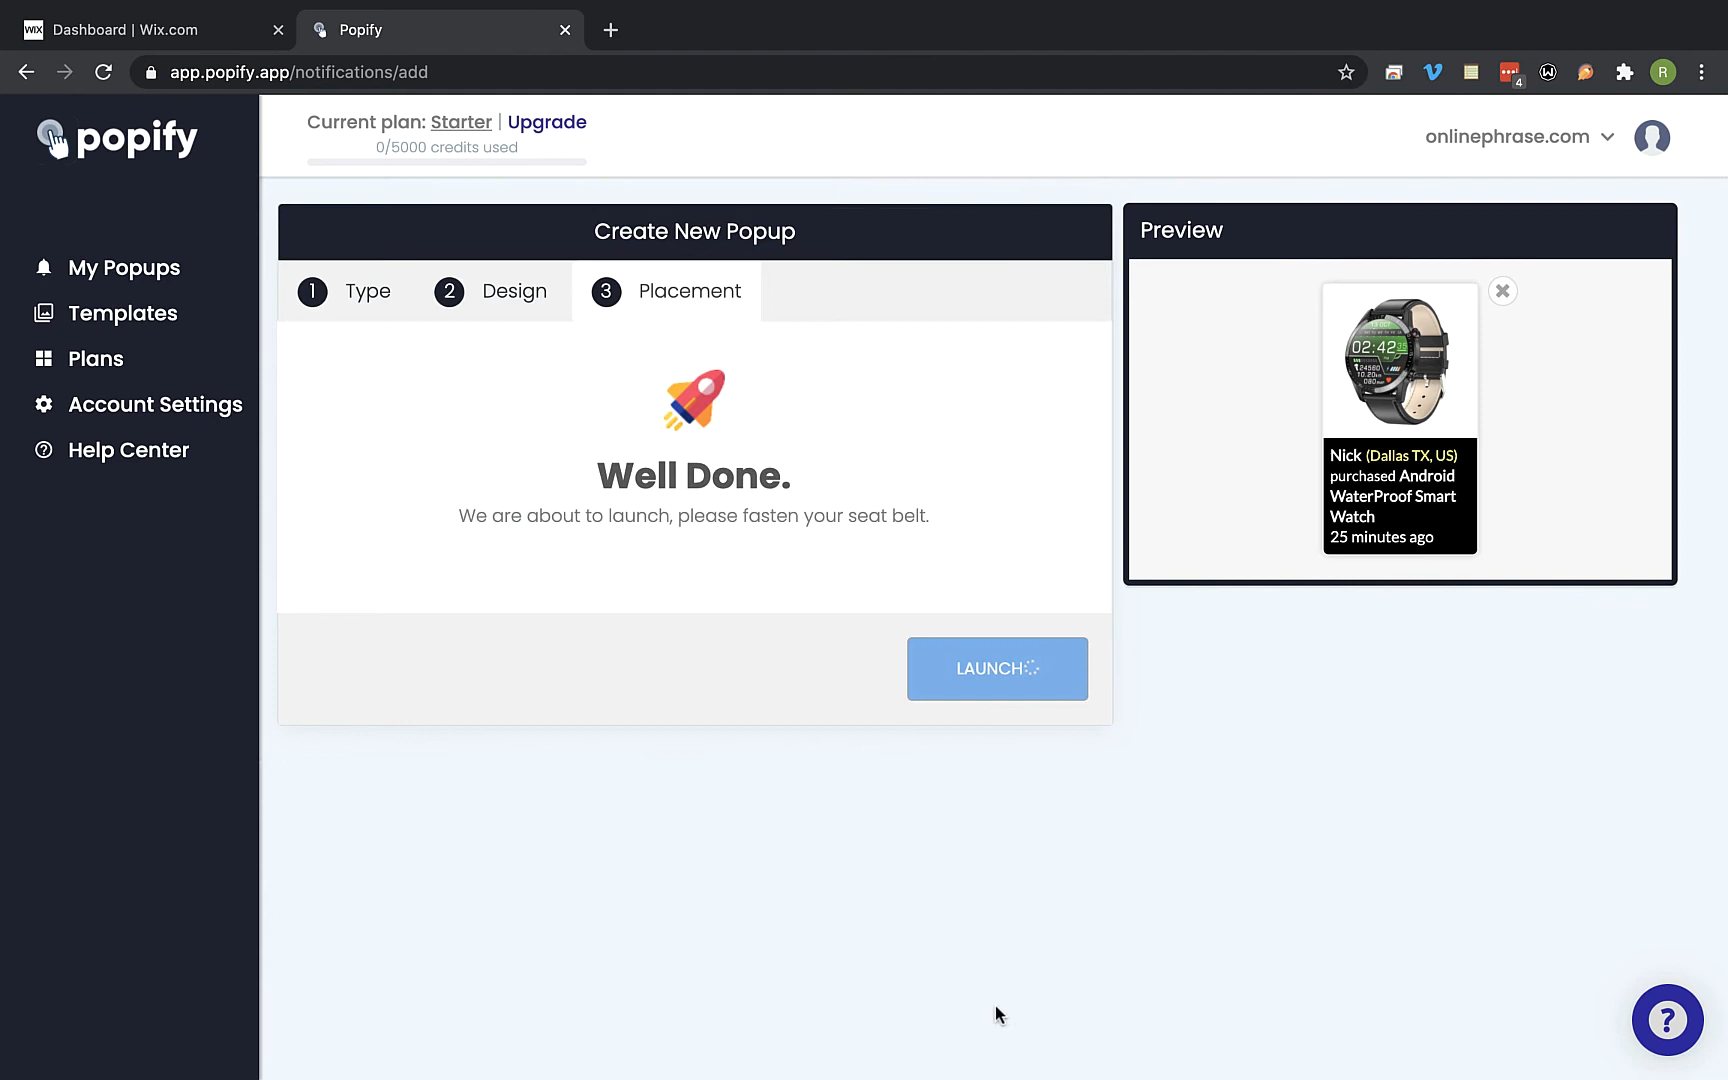 WIX Dashboard | Wix.com
Popify
app.popify.app/notifications/add
4
R
popify
Current plan: Starter | Upgrade
0/5000 credits used
onlinephrase.com
My Popups
Templates
Plans
Account Settings
Help Center
Create New Popup
1 Type
2 Design
3 Placement
Well Done.
We are about to launch, please fasten your seat belt.
LAUNCH
Preview
02:42
Nick (Dallas TX, US)
purchased Android
WaterProof Smart
Watch
25 minutes ago
?